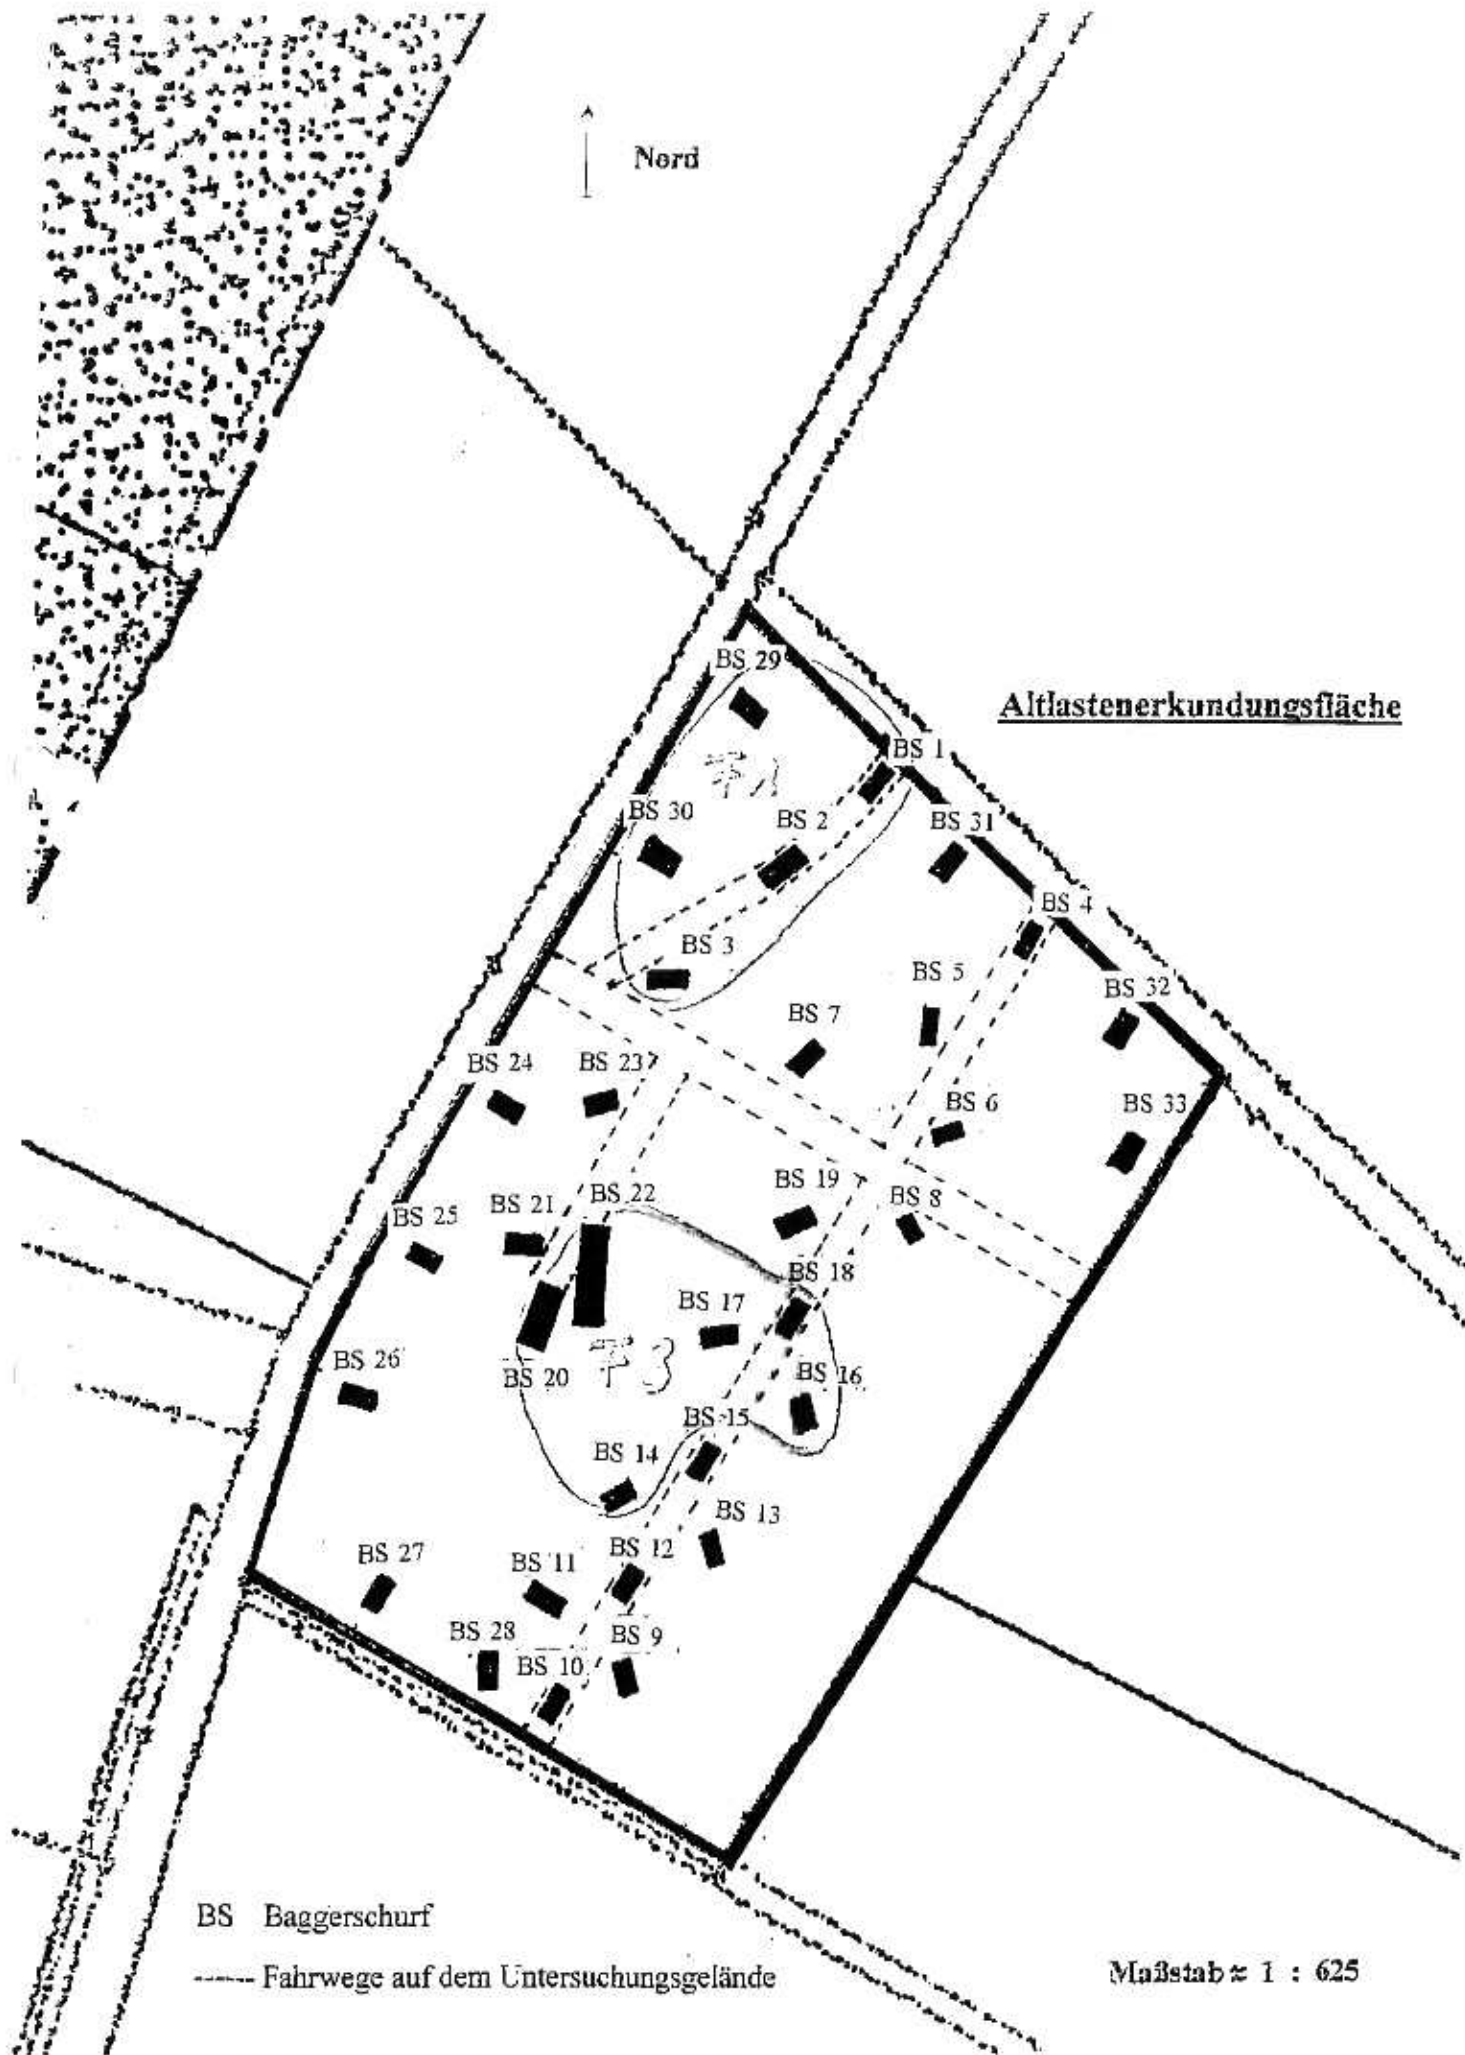 Nord
BS 29
Altlastenerkundungsfläche
BS 1
BS 30
BS 2
BS 31
BS 4
BS 3
BS 5
BS 32
BS 7
BS 24
BS 23
BS 6
BS 33
BS 22
BS 19
BS 8
BS 21
BS 25
BS 18
BS 17
BS 26
BS 20
BS 16
BS 15
BS 14
BS 13
BS 12
BS 27
BS 11
BS 28
BS 9
BS 10
BS Baggerschurf
Fahrwege auf dem Untersuchungsgelände
Maßstab ≈ 1 : 625